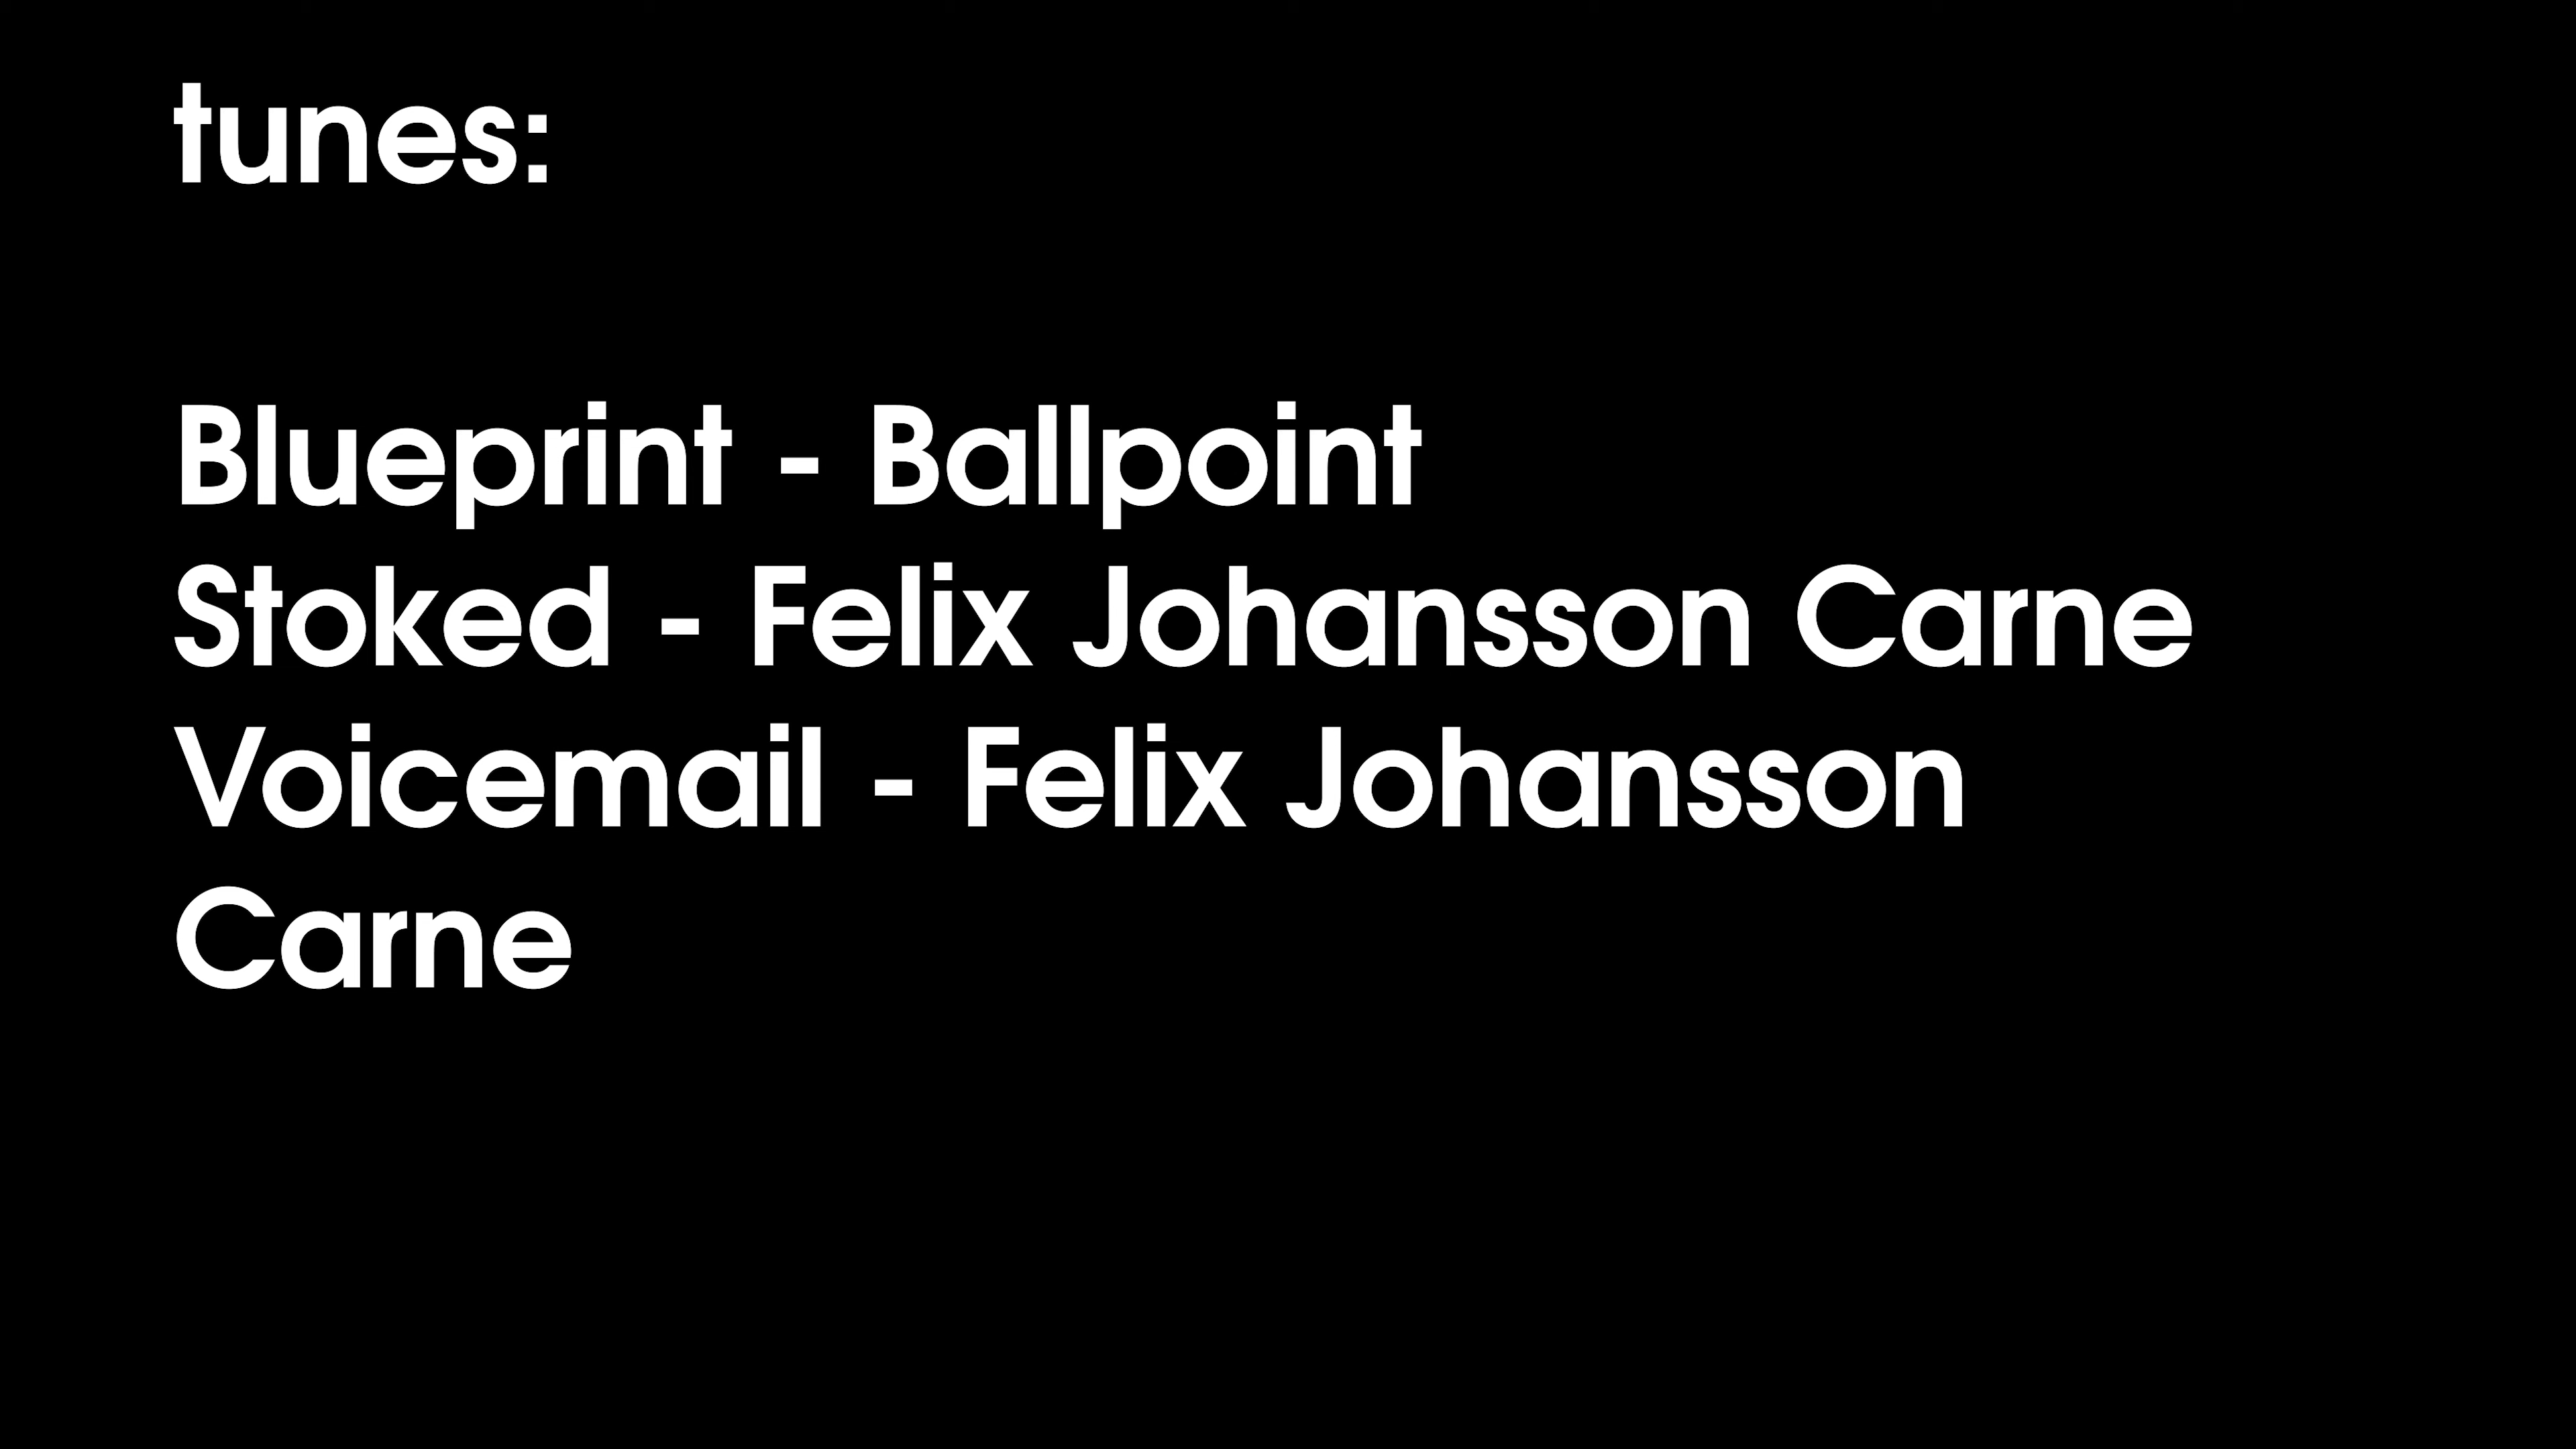 tunes:
Blueprint - Ballpoint
Stoked - Felix Johansson Carne
Voicemail - Felix Johansson
Carne